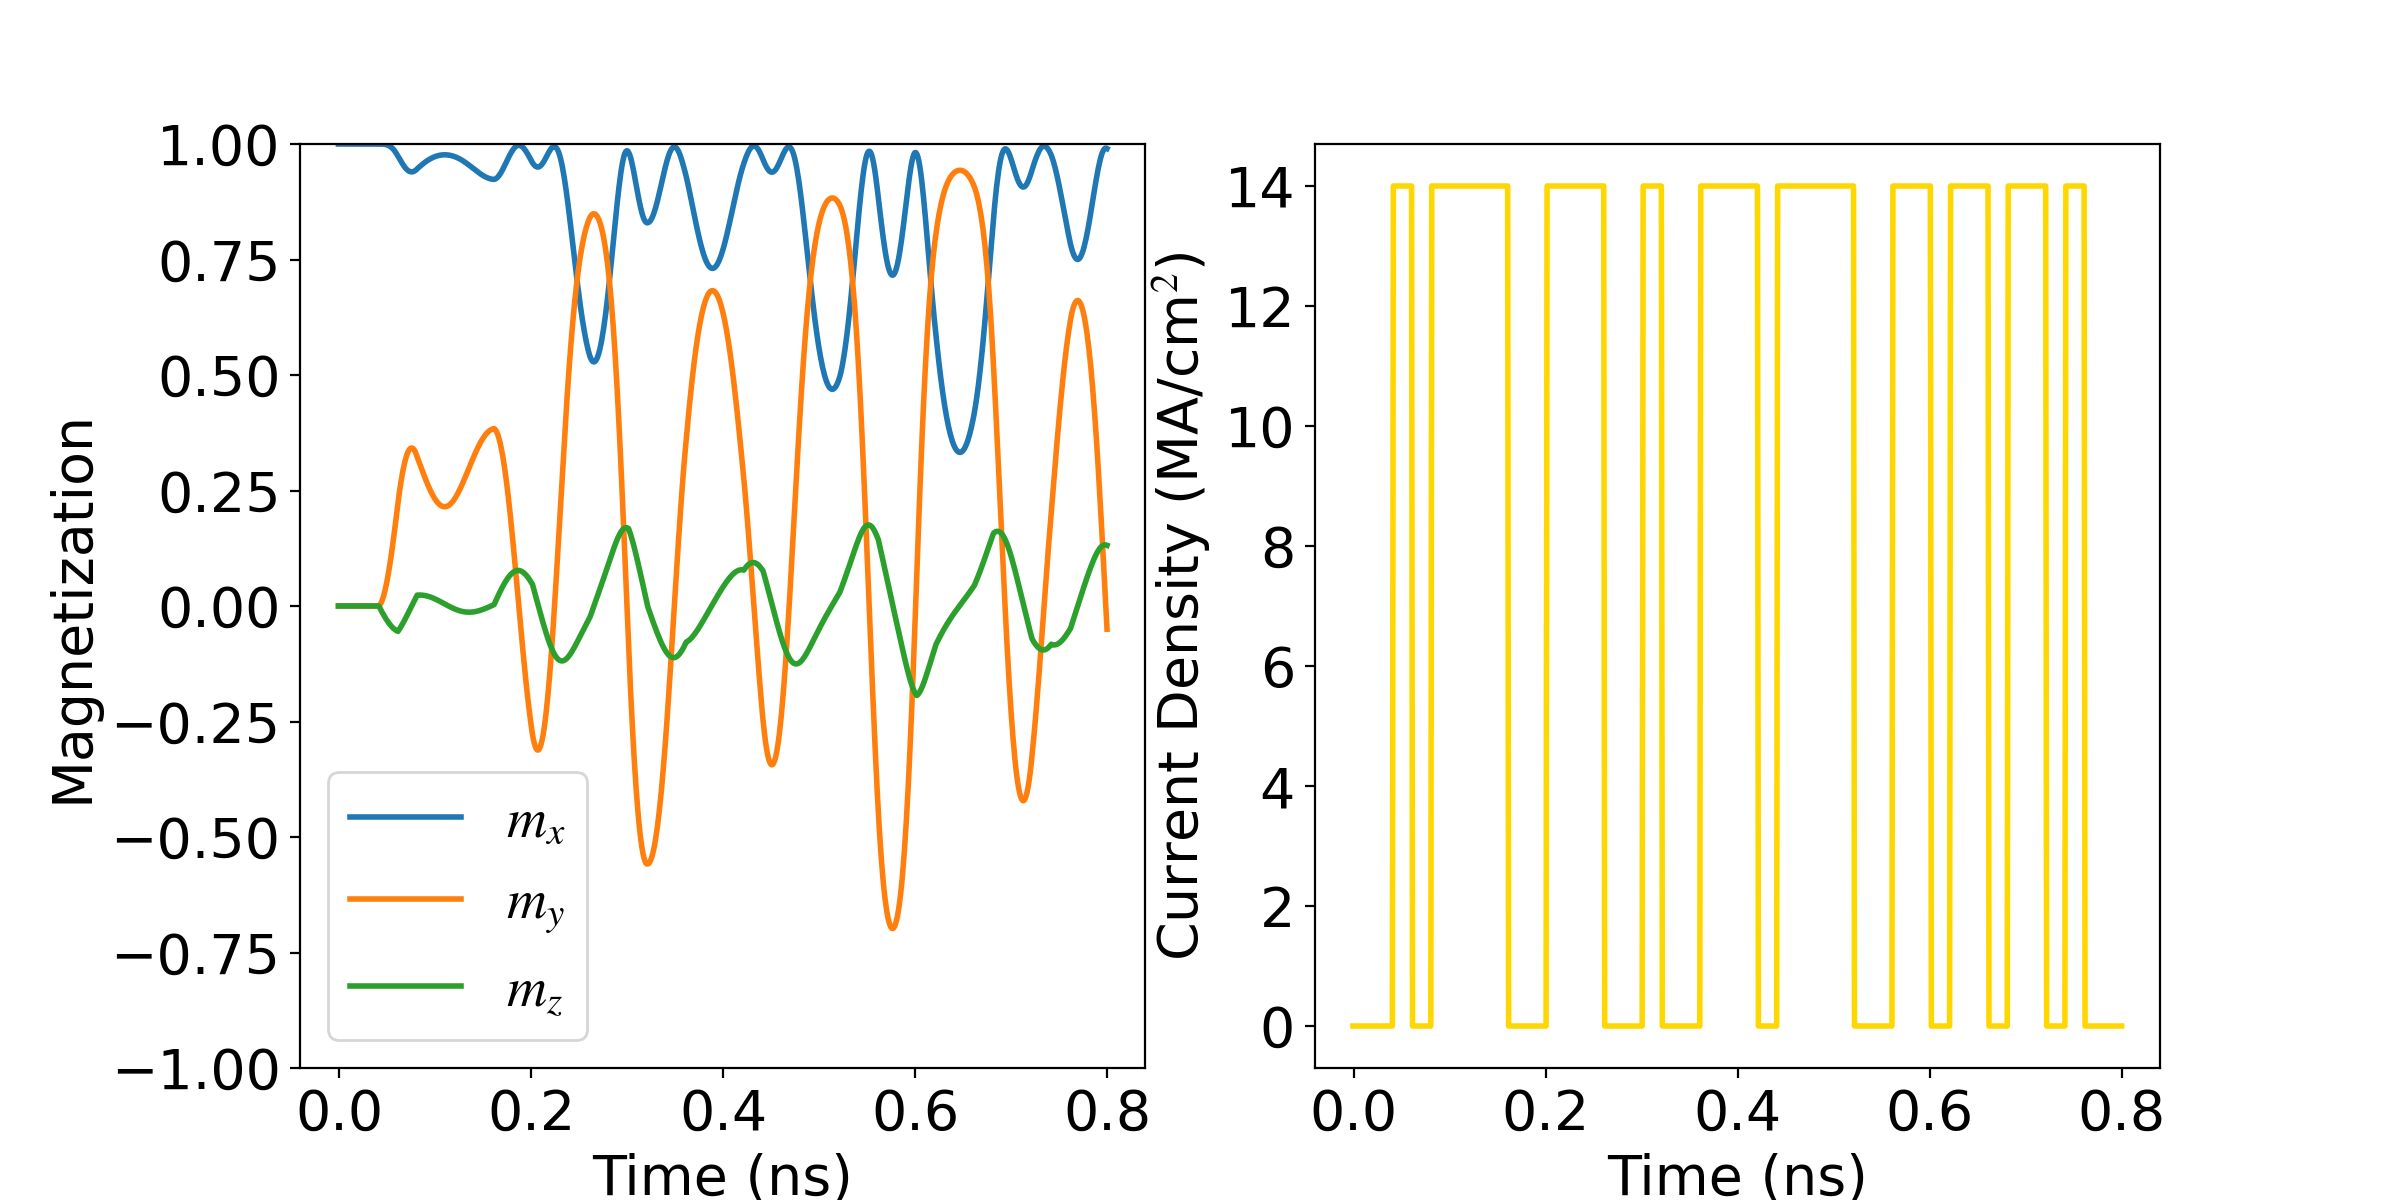 Magnetization
1.00
0.75
0.50
0.25
0.00
−0.25
−0.50
−0.75
−1.00
m_x
m_y
m_z
0.0 0.2 0.4 0.6 0.8
Time (ns)
Current Density (MA/cm²)
14
12
10
8
6
4
2
0
0.0 0.2 0.4 0.6 0.8
Time (ns)